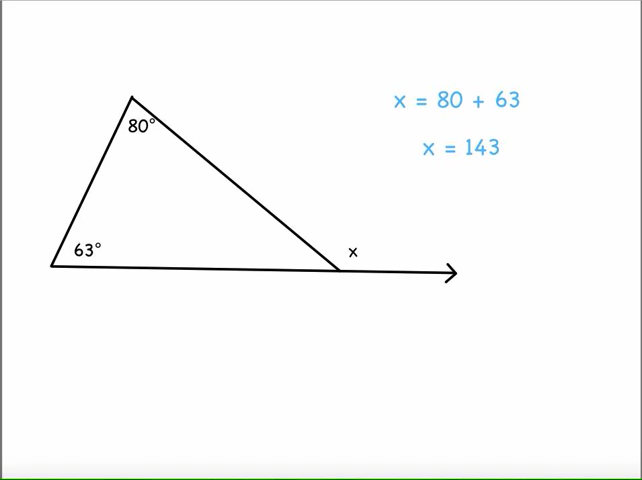 x = 80 + 63
80°
x = 143
63°
x